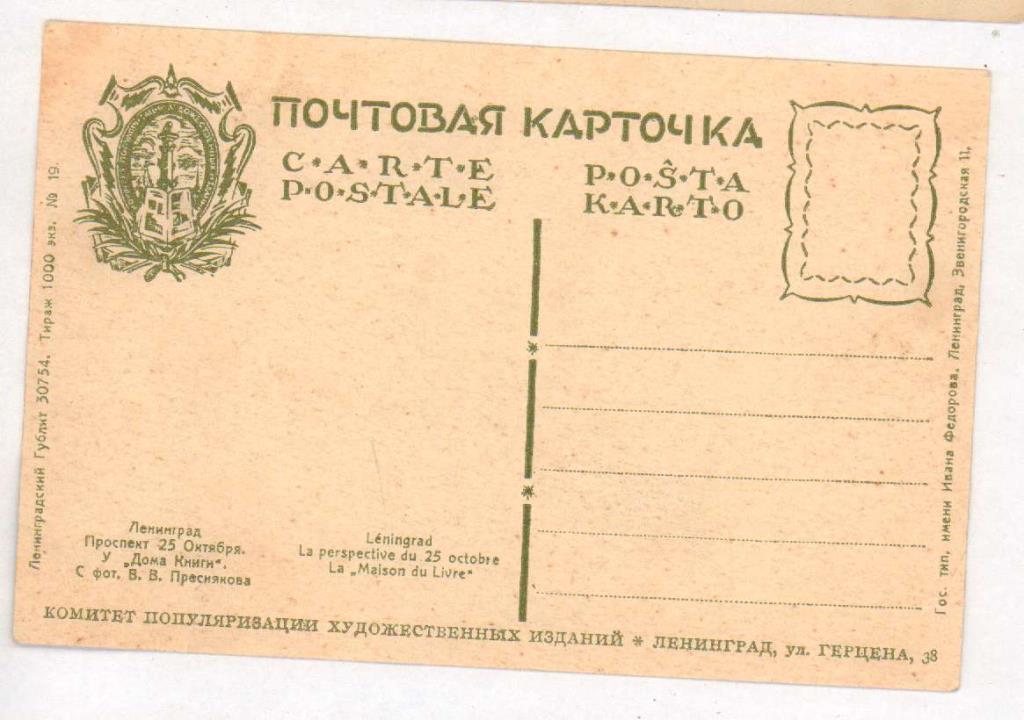 ПОЧТОВАЯ КАРТОЧКА
C·A·R·T·E
P·O·S·T·A·L·E
P·O·Ŝ·T·A
K·A·R·T·O
Ленинградский Гублит 30754. Тираж 1000 экз. № 19.
Ленинград
Проспект 25 Октября.
У „Дома Книги".
С фот. В. В. Преснякова
Léningrad
La perspective du 25 octobre
La „Maison du Livre"
Гос. тип. имени Ивана Федорова. Ленинград, Звенигородская 11.
КОМИТЕТ ПОПУЛЯРИЗАЦИИ ХУДОЖЕСТВЕННЫХ ИЗДАНИЙ * ЛЕНИНГРАД, ул. ГЕРЦЕНА, 38